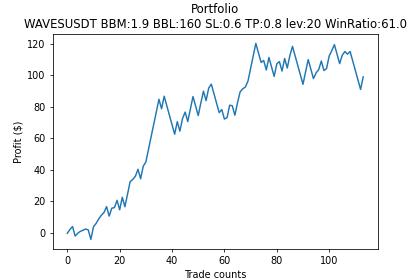 Portfolio
WAVESUSDT BBM:1.9 BBL:160 SL:0.6 TP:0.8 lev:20 WinRatio:61.0
120
100
80
60
40
20
0
Profit ($)
0 20 40 60 80 100
Trade counts